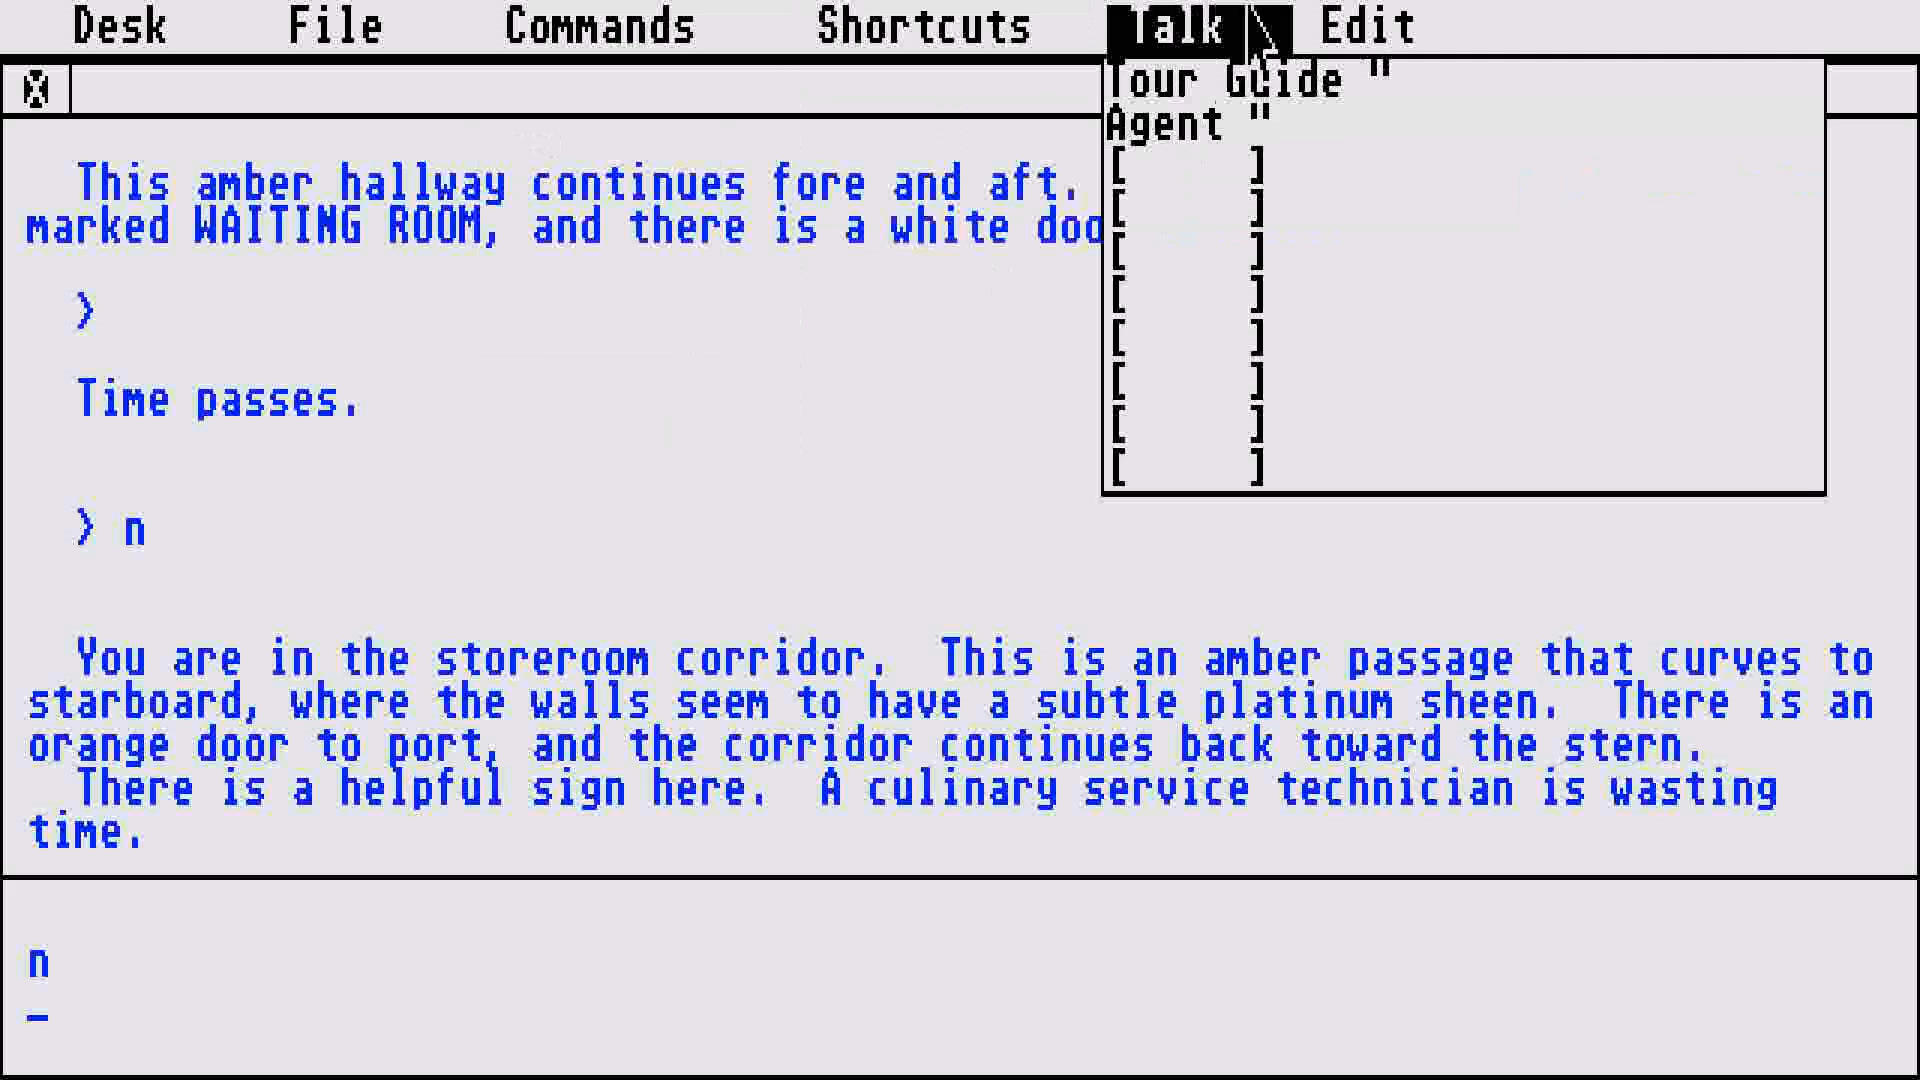 Desk File Commands Shortcuts Talk Edit
Tour Guide "
Agent "
[ ]
[ ]
[ ]
[ ]
[ ]
[ ]
[ ]
[ ]
This amber hallway continues fore and aft.
marked WAITING ROOM, and there is a white doo
>
Time passes.
> n
You are in the storeroom corridor. This is an amber passage that curves to
starboard, where the walls seem to have a subtle platinum sheen. There is an
orange door to port, and the corridor continues back toward the stern.
There is a helpful sign here. A culinary service technician is wasting
time.
n
_